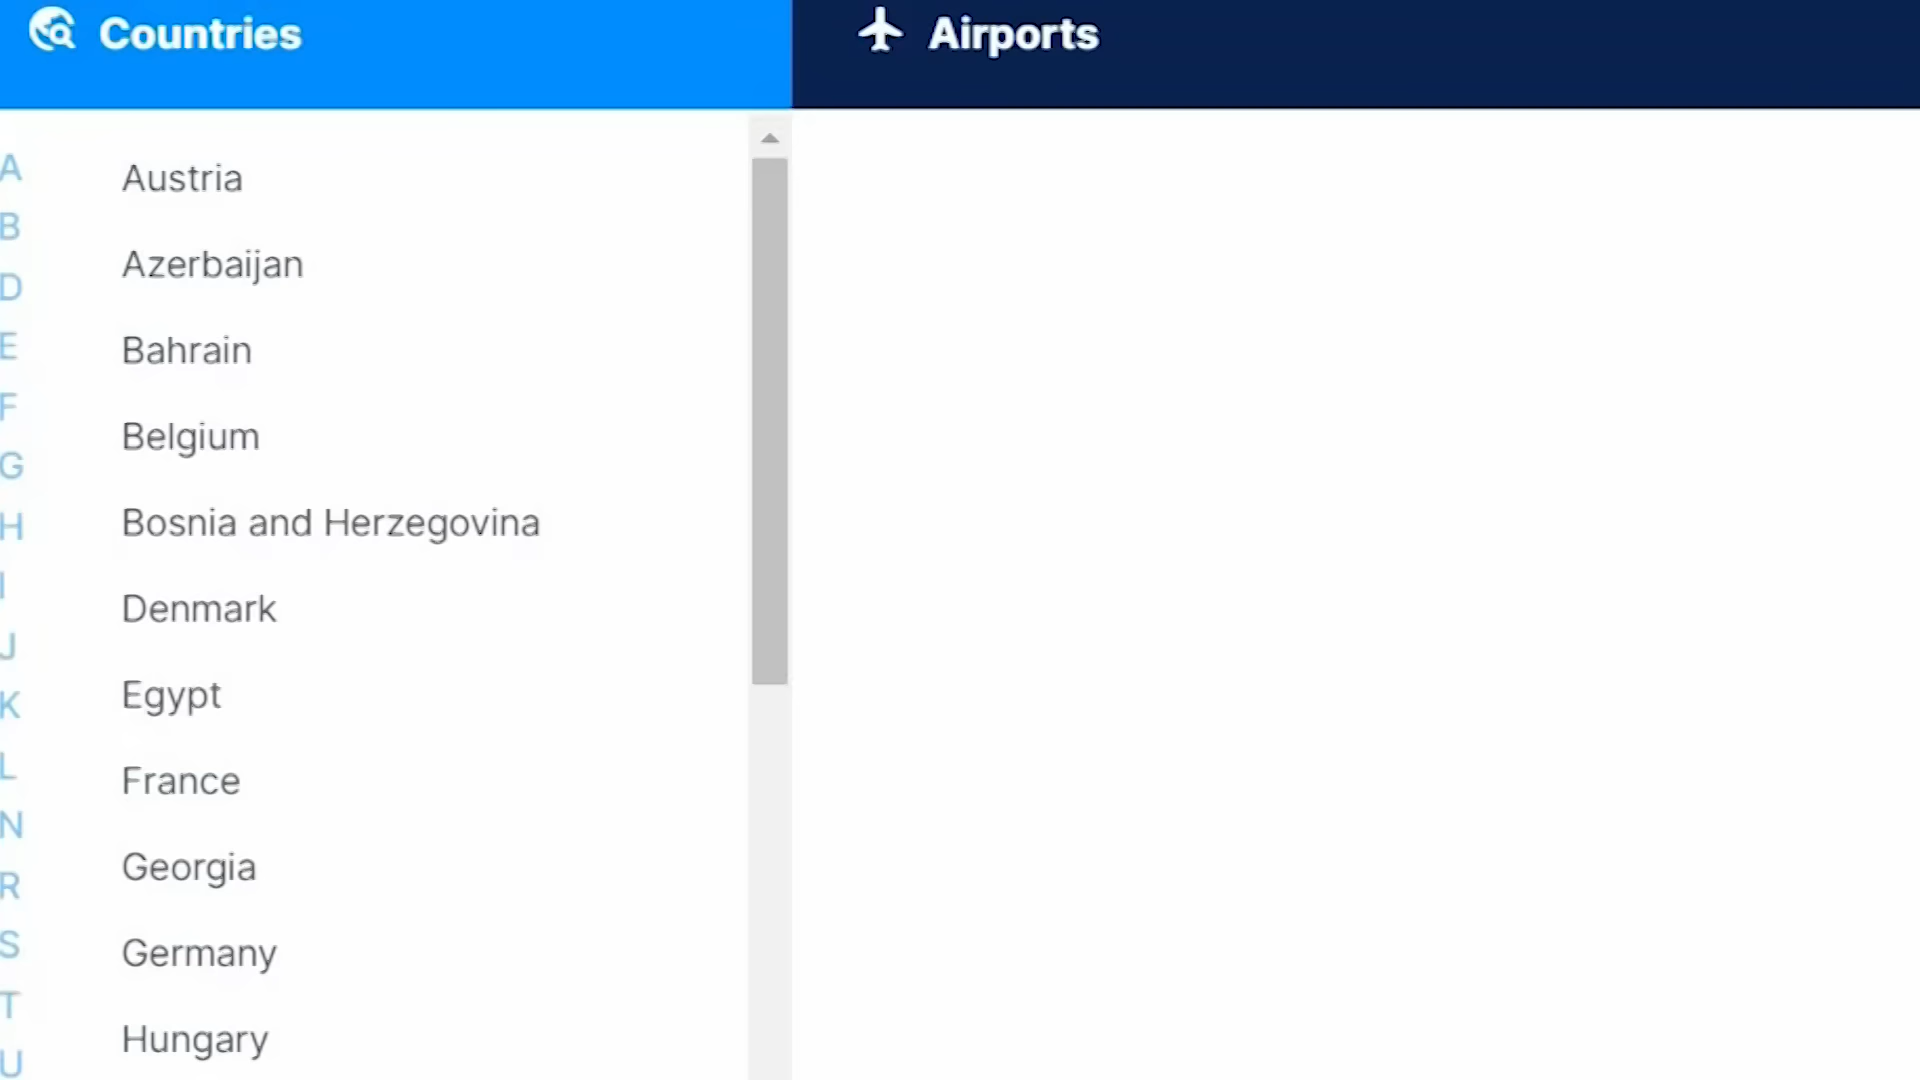 Countries
Airports
A
B
D
E
F
G
H
I
J
K
L
N
R
S
T
U
Austria
Azerbaijan
Bahrain
Belgium
Bosnia and Herzegovina
Denmark
Egypt
France
Georgia
Germany
Hungary